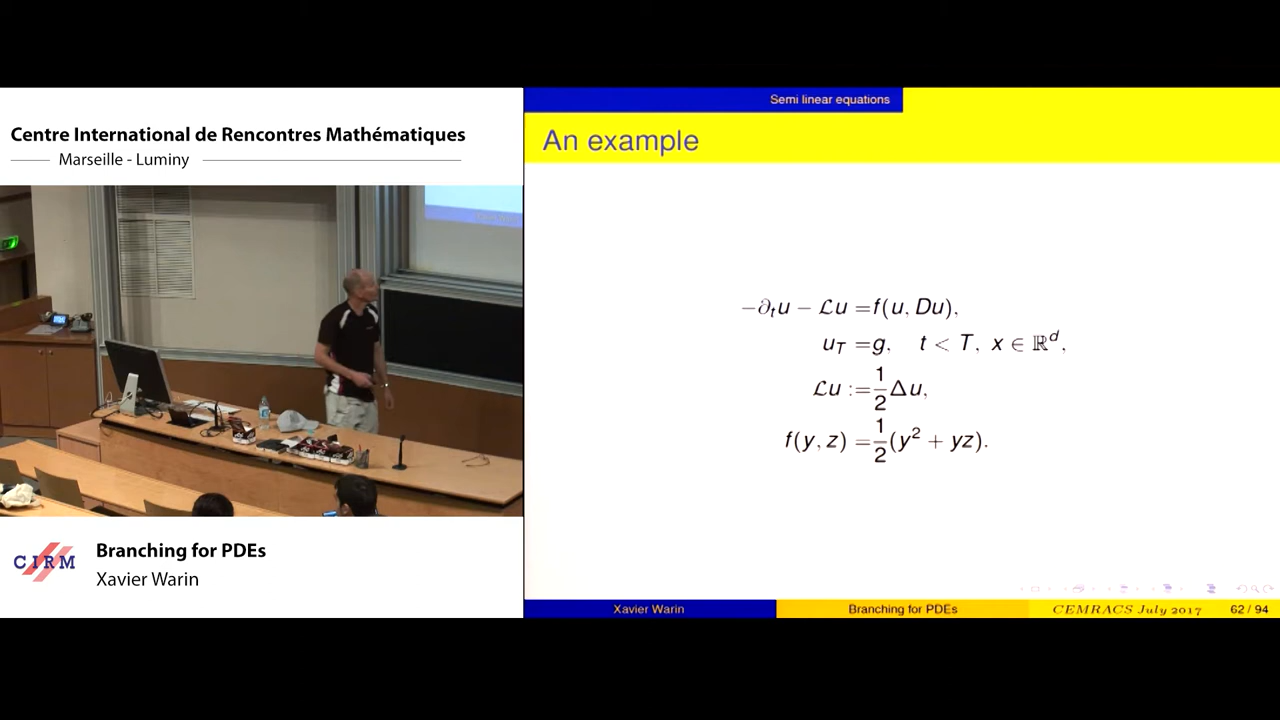 Centre International de Rencontres Mathématiques
Marseille - Luminy
CIRM
Branching for PDEs
Xavier Warin
Semi linear equations
An example
−∂ₜu − ℒu =f(u, Du),
u_T =g, t < T, x ∈ ℝᵈ,
ℒu :=½Δu,
f(y, z) =½(y² + yz).
Xavier Warin
Branching for PDEs
CEMRACS July 2017
62 / 94